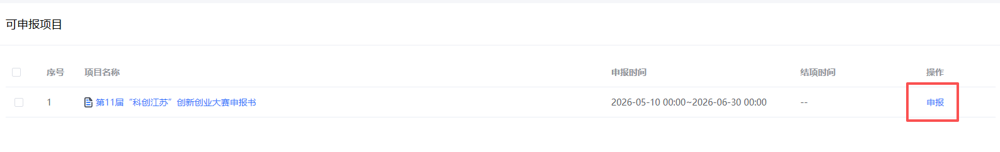 可申报项目
序号 项目名称 申报时间 结项时间 操作
1 第11届“科创江苏”创新创业大赛申报书 2026-05-10 00:00~2026-06-30 00:00 -- 申报